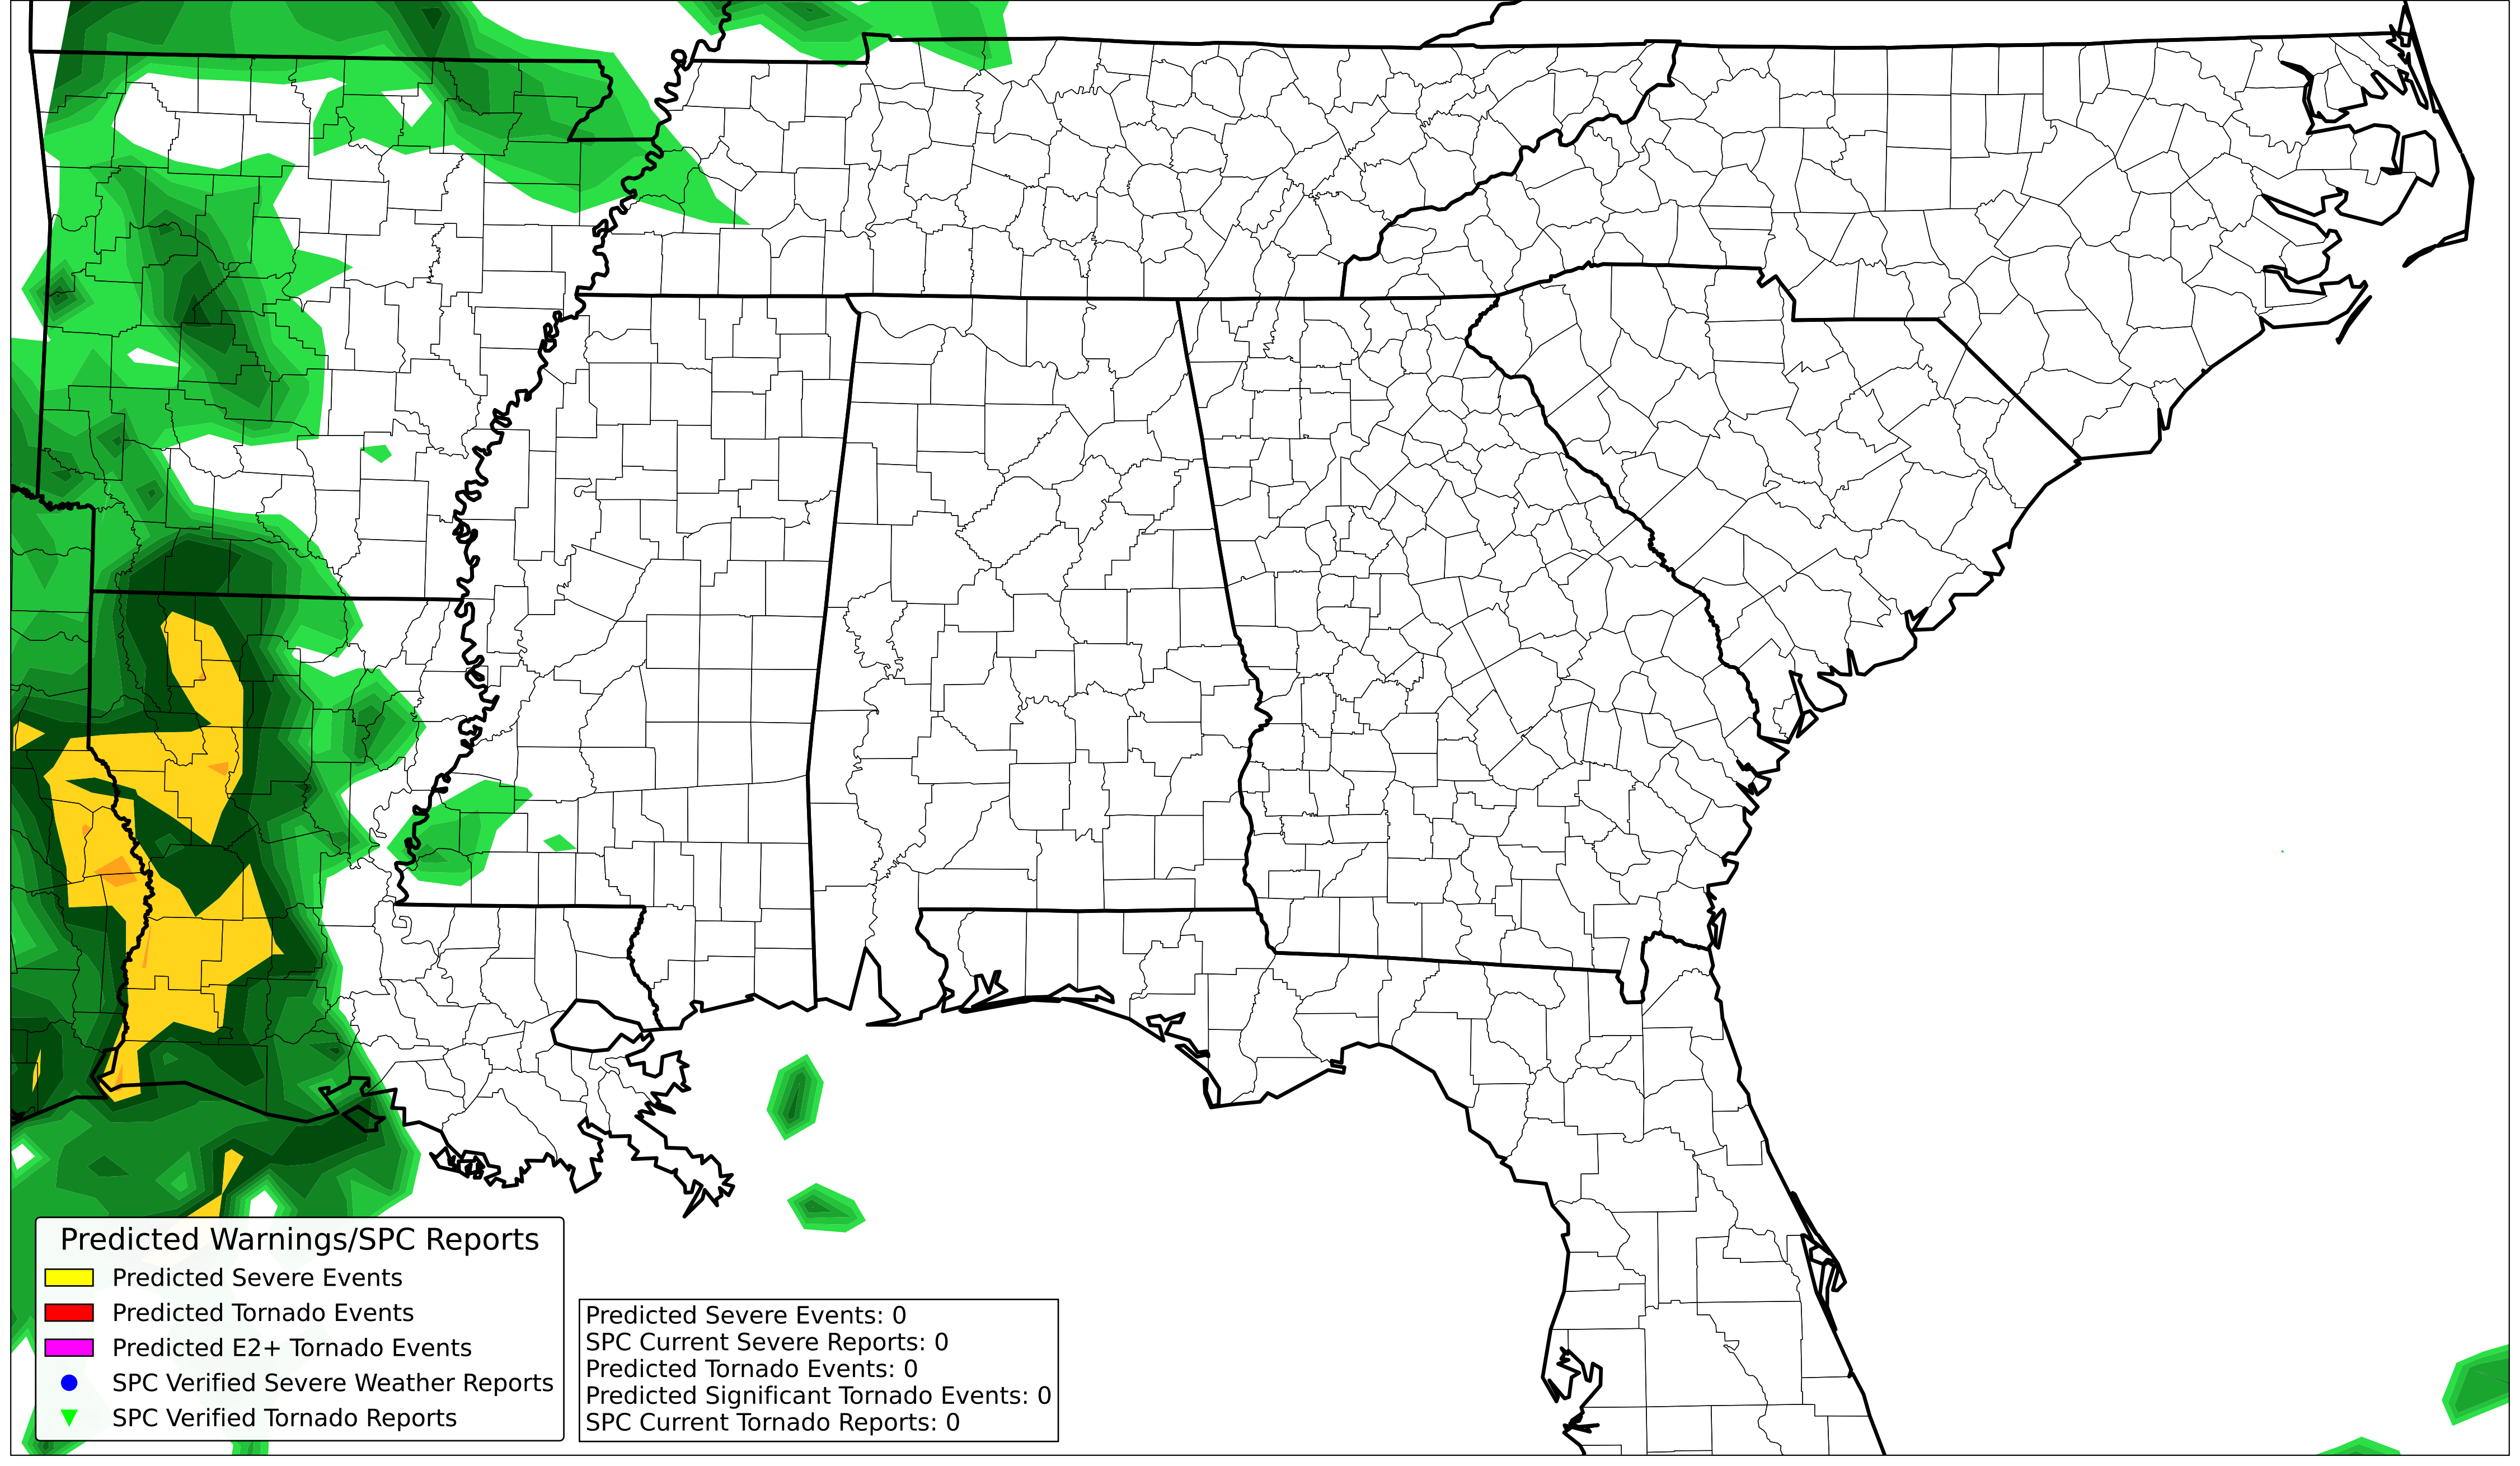 Predicted Warnings/SPC Reports
Predicted Severe Events
Predicted Tornado Events
Predicted E2+ Tornado Events
SPC Verified Severe Weather Reports
SPC Verified Tornado Reports
Predicted Severe Events: 0
SPC Current Severe Reports: 0
Predicted Tornado Events: 0
Predicted Significant Tornado Events: 0
SPC Current Tornado Reports: 0